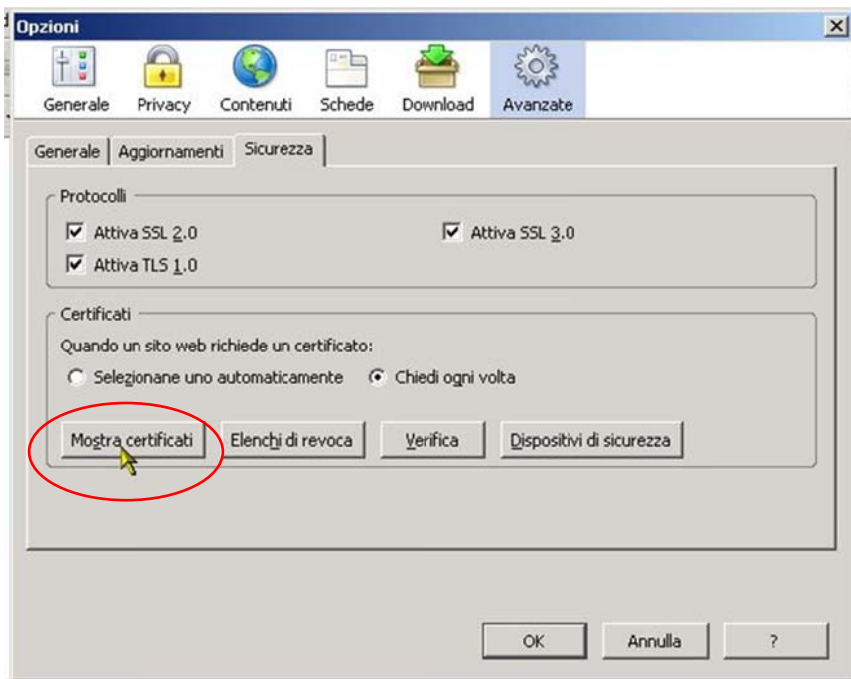 Opzioni
Generale Privacy Contenuti Schede Download Avanzate
Generale Aggiornamenti Sicurezza
Protocolli
Attiva SSL 2.0 Attiva SSL 3.0
Attiva TLS 1.0
Certificati
Quando un sito web richiede un certificato:
Selezionane uno automaticamente Chiedi ogni volta
Mostra certificati Elenchi di revoca Verifica Dispositivi di sicurezza
OK Annulla ?